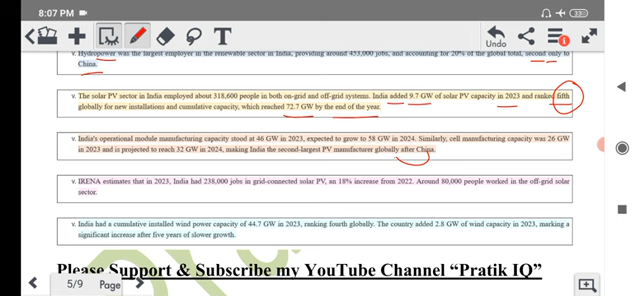 8:07 PM
33
Undo
v. Hydropower was the largest employer in the renewable sector in India, providing around 453,000 jobs, and accounting for 20% of the global total, second only to
China.
v. The solar PV sector in India employed about 318,600 people in both on-grid and off-grid systems. India added 9.7 GW of solar PV capacity in 2023 and ranked fifth
globally for new installations and cumulative capacity, which reached 72.7 GW by the end of the year.
v. India's operational module manufacturing capacity stood at 46 GW in 2023, expected to grow to 58 GW in 2024. Similarly, cell manufacturing capacity was 26 GW
in 2023 and is projected to reach 32 GW in 2024, making India the second-largest PV manufacturer globally after China.
v. IRENA estimates that in 2023, India had 238,000 jobs in grid-connected solar PV, an 18% increase from 2022. Around 80,000 people worked in the off-grid solar
sector.
v. India had a cumulative installed wind power capacity of 44.7 GW in 2023, ranking fourth globally. The country added 2.8 GW of wind capacity in 2023, making a
significant increase after five years of slower growth.
Please Support & Subscribe my YouTube Channel “Pratik IQ”
5/9 Page